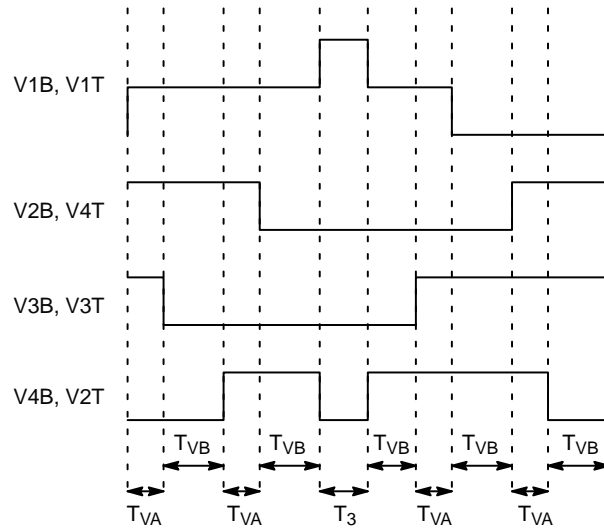 V1B, V1T
V2B, V4T
V3B, V3T
V4B, V2T
TVB TVB TVB TVB TVB
TVA TVA T3 TVA TVA